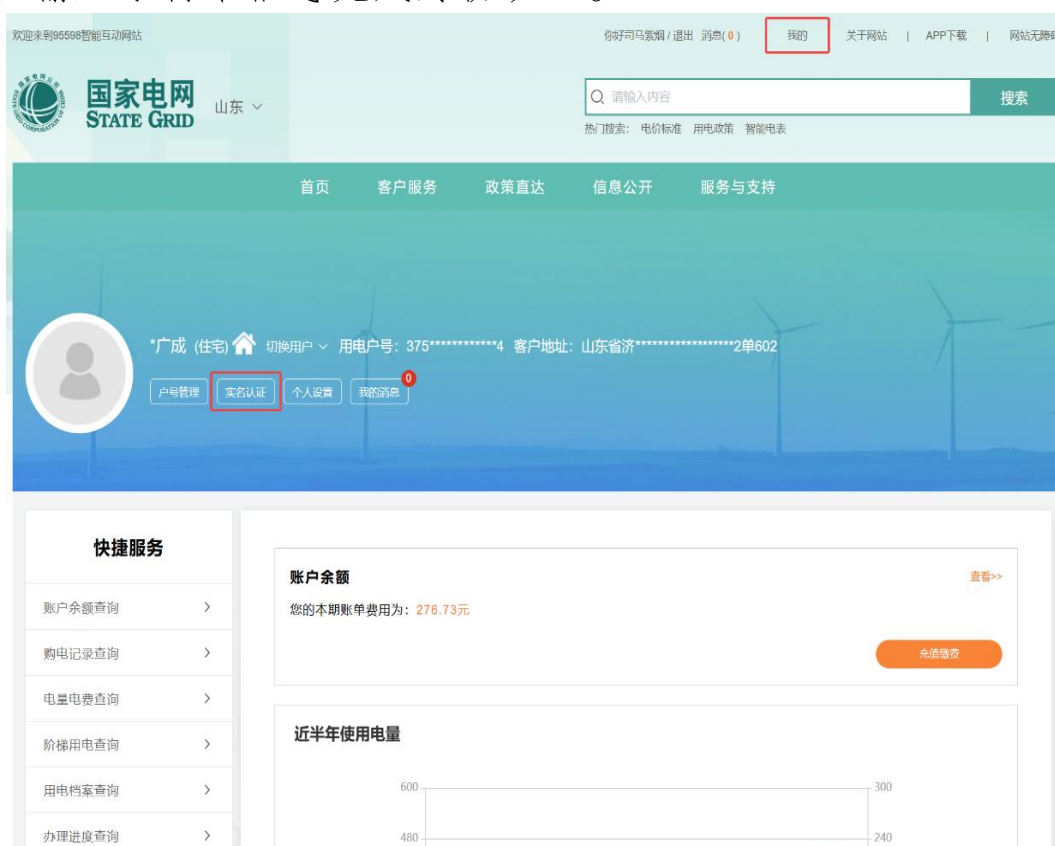 欢迎来到95598智能互动网站
你好司马紫烟 / 退出 消息( 0 ) 我的 关于网站 | APP下载 | 网站无障碍
国家电网
STATE GRID
山东
请输入内容 搜索
热门搜索: 电价标准 用电政策 智能电表
首页 客户服务 政策直达 信息公开 服务与支持
*广成 (住宅) 切换用户 用电户号: 375************4 客户地址: 山东省济*******************2单602
户号管理 实名认证 个人设置 我的消息 0
快捷服务
账户余额查询
购电记录查询
电量电费查询
阶梯用电查询
用电档案查询
办理进度查询
账户余额 查看>>
您的本期账单费用为: 276.73元
充值缴费
近半年使用电量
600 300
480 240